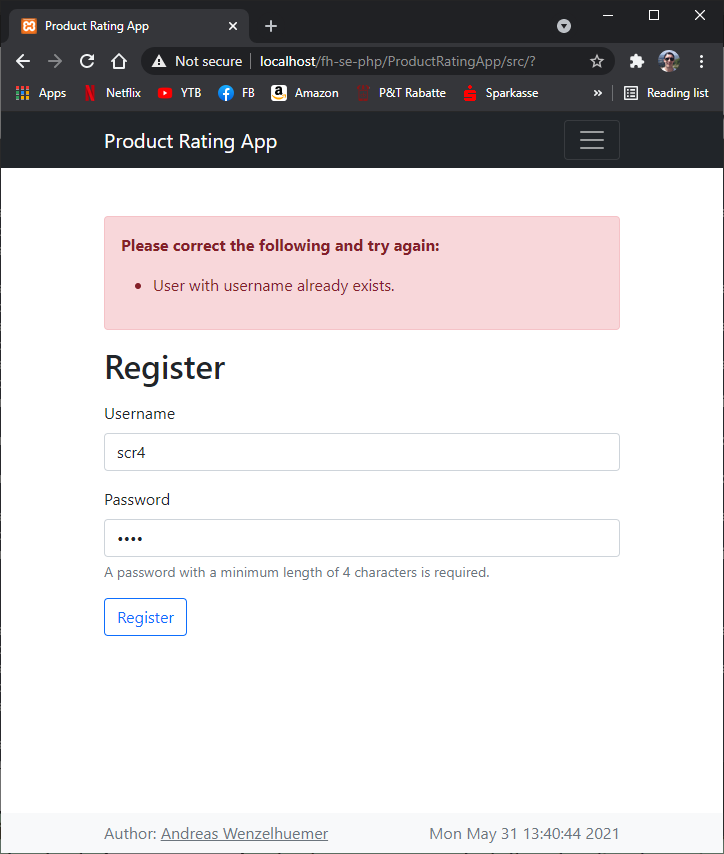 Product Rating App
Not secure localhost/fh-se-php/ProductRatingApp/src/?
Apps Netflix YTB FB Amazon P&T Rabatte Sparkasse » Reading list
Product Rating App
Please correct the following and try again:
• User with username already exists.
Register
Username
scr4
Password
••••
A password with a minimum length of 4 characters is required.
Register
Author: Andreas Wenzelhuemer Mon May 31 13:40:44 2021